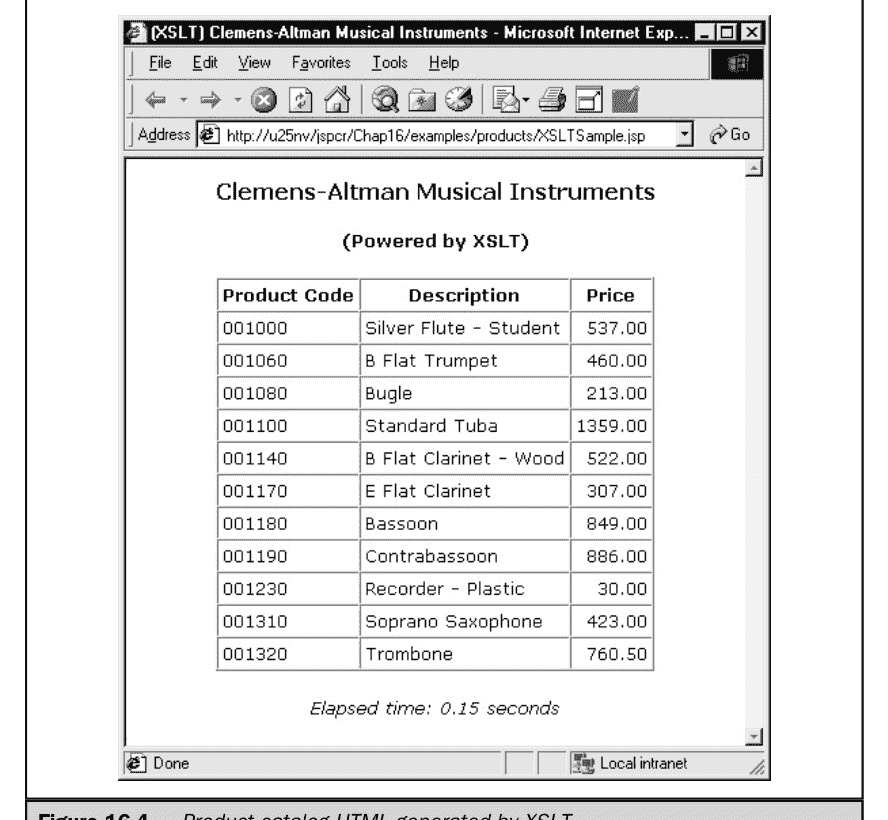 (XSLT) Clemens-Altman Musical Instruments - Microsoft Internet Exp...
File Edit View Favorites Tools Help
Address http://u25nv/jspcr/Chap16/examples/products/XSLTSample.jsp Go
Clemens-Altman Musical Instruments
(Powered by XSLT)
Product Code Description Price
001000 Silver Flute - Student 537.00
001060 B Flat Trumpet 460.00
001080 Bugle 213.00
001100 Standard Tuba 1359.00
001140 B Flat Clarinet - Wood 522.00
001170 E Flat Clarinet 307.00
001180 Bassoon 849.00
001190 Contrabassoon 886.00
001230 Recorder - Plastic 30.00
001310 Soprano Saxophone 423.00
001320 Trombone 760.50
Elapsed time: 0.15 seconds
Done Local intranet
Figure 16-4. Product catalog HTML generated by XSLT